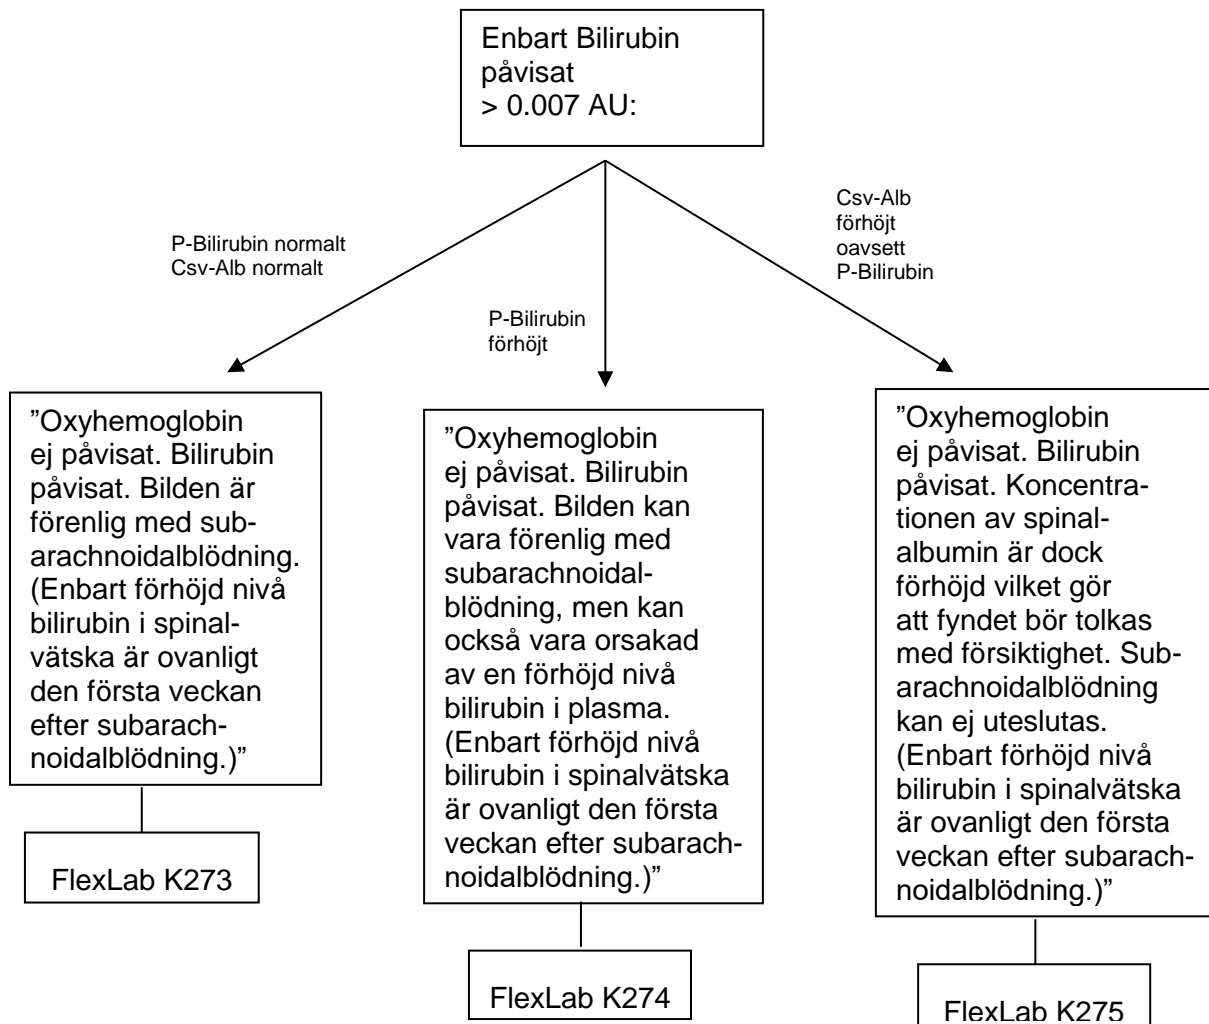 Enbart Bilirubin
påvisat
> 0.007 AU:
P-Bilirubin normalt
Csv-Alb normalt
P-Bilirubin
förhöjt
Csv-Alb
förhöjt
oavsett
P-Bilirubin
”Oxyhemoglobin
ej påvisat. Bilirubin
påvisat. Bilden är
förenlig med sub-
arachnoidalblödning.
(Enbart förhöjd nivå
bilirubin i spinal-
vätska är ovanligt
den första veckan
efter subarach-
noidalblödning.)”
FlexLab K273
”Oxyhemoglobin
ej påvisat. Bilirubin
påvisat. Bilden kan
vara förenlig med
subarachnoidal-
blödning, men kan
också vara orsakad
av en förhöjd nivå
bilirubin i plasma.
(Enbart förhöjd nivå
bilirubin i spinalvätska
är ovanligt den första
veckan efter subarach-
noidalblödning.)”
FlexLab K274
”Oxyhemoglobin
ej påvisat. Bilirubin
påvisat. Koncentra-
tionen av spinal-
albumin är dock
förhöjd vilket gör
att fyndet bör tolkas
med försiktighet. Sub-
arachnoidalblödning
kan ej uteslutas.
(Enbart förhöjd nivå
bilirubin i spinalvätska
är ovanligt den första
veckan efter subarach-
noidalblödning.)”
FlexLab K275